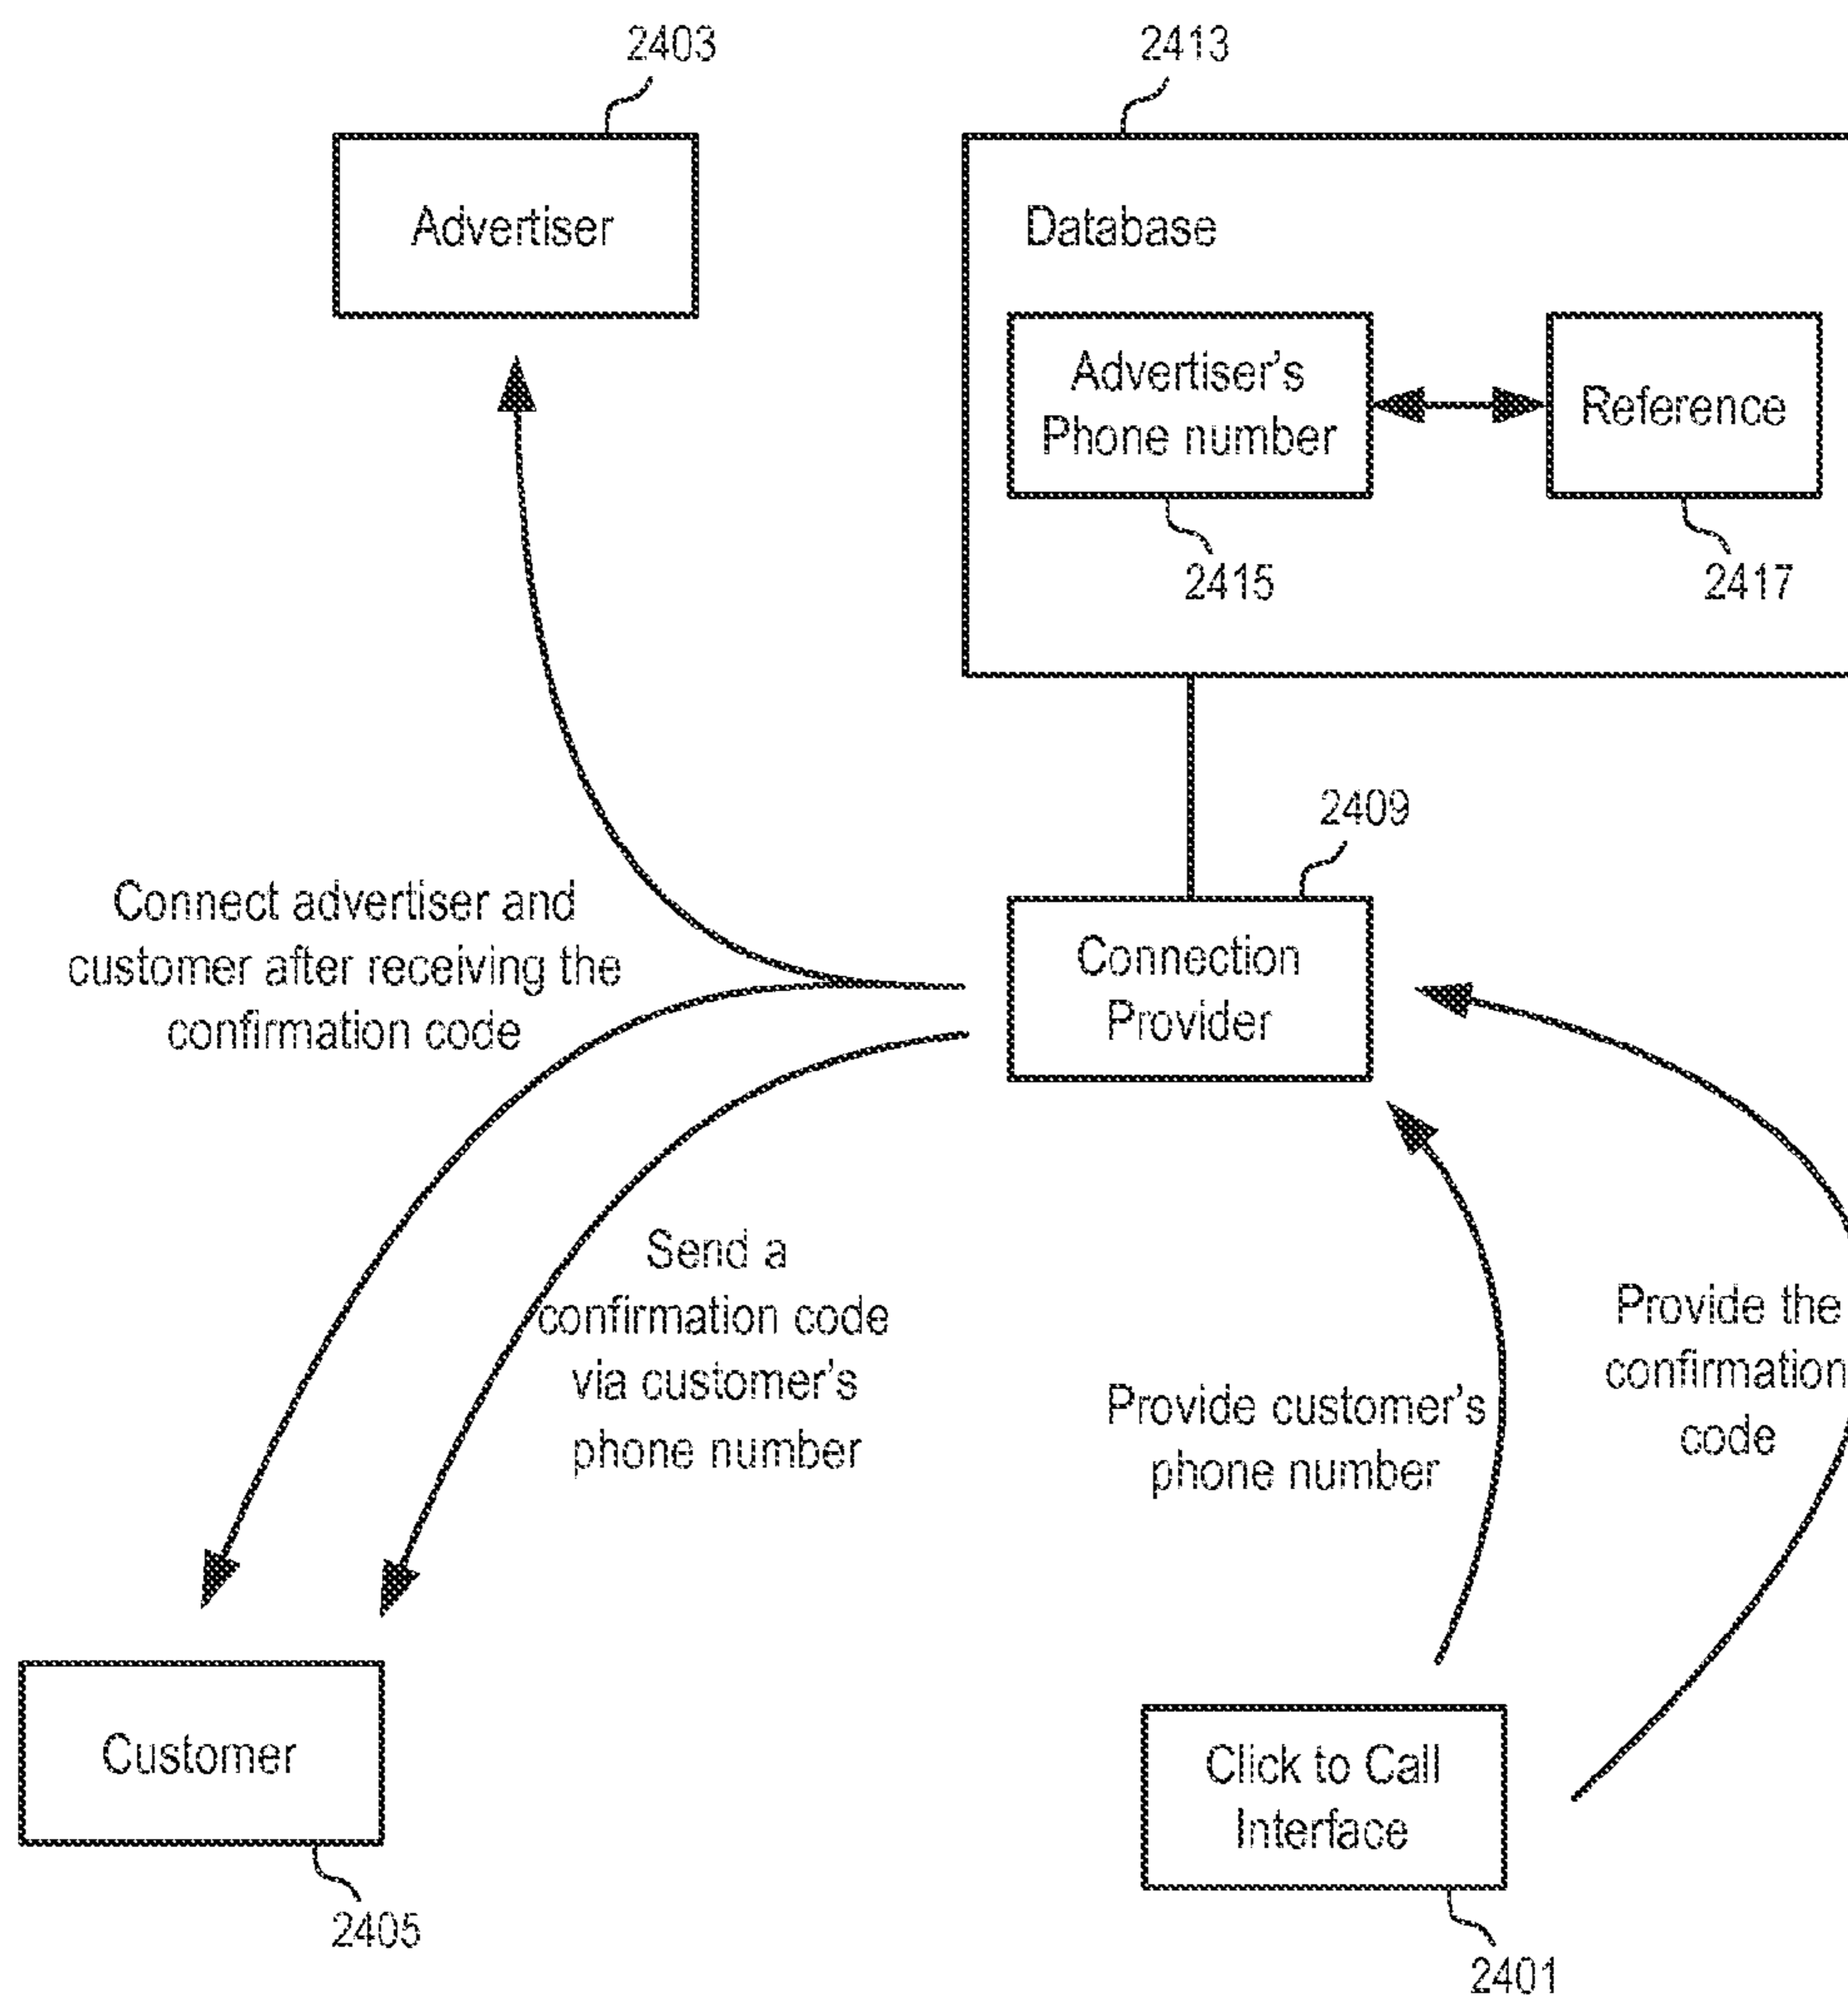 2403
2413
Advertiser
Database
Advertiser's
Phone number
Reference
2415
2417
2409
Connect advertiser and
customer after receiving the
confirmation code
Connection
Provider
Send a
confirmation code
via customer's
phone number
Provide customer's
phone number
Provide the
confirmation
code
Customer
Click to Call
Interface
2405
2401